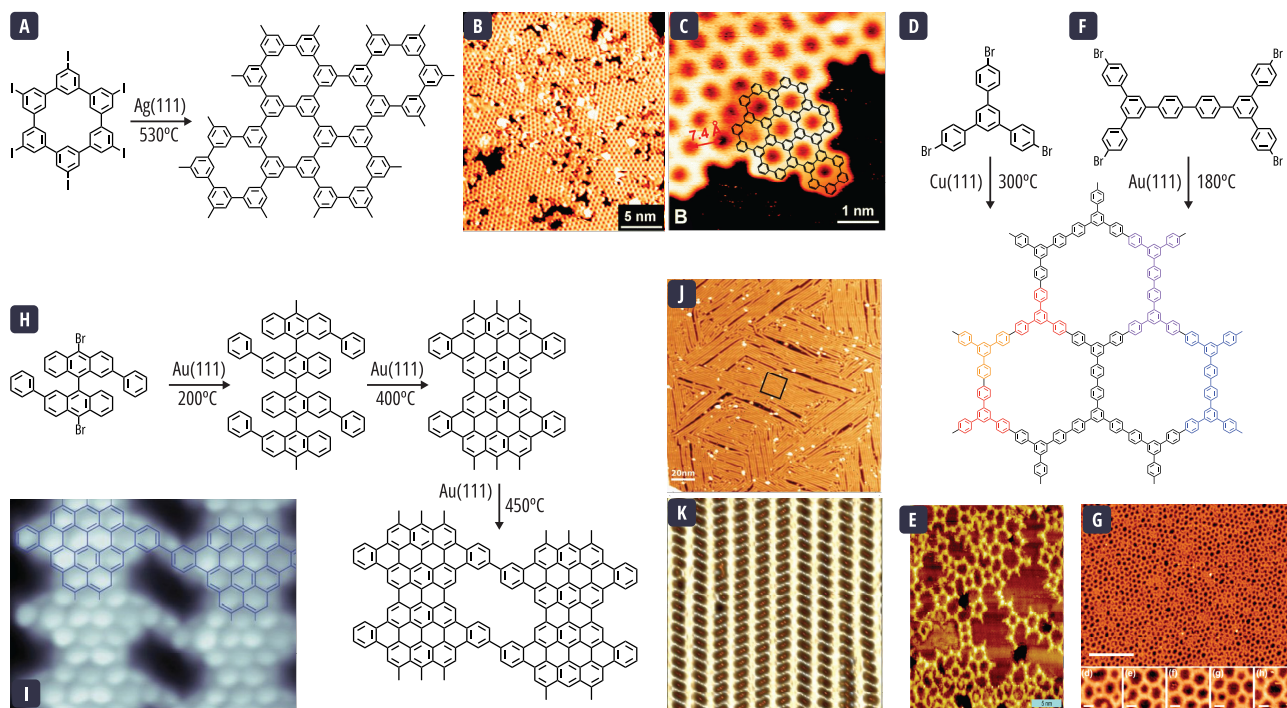 A
I
I
I
I
I
I
Ag(111)
530ºC
B
5 nm
C
7.4 Å
B
1 nm
D
Br
Br
Br
Cu(111)
300ºC
F
Br
Br
Br
Br
Au(111)
180ºC
H
Br
Br
Au(111)
200ºC
Au(111)
400ºC
Au(111)
450ºC
I
J
20nm
K
E
5 nm
G
(d)
(e)
(f)
(g)
(h)